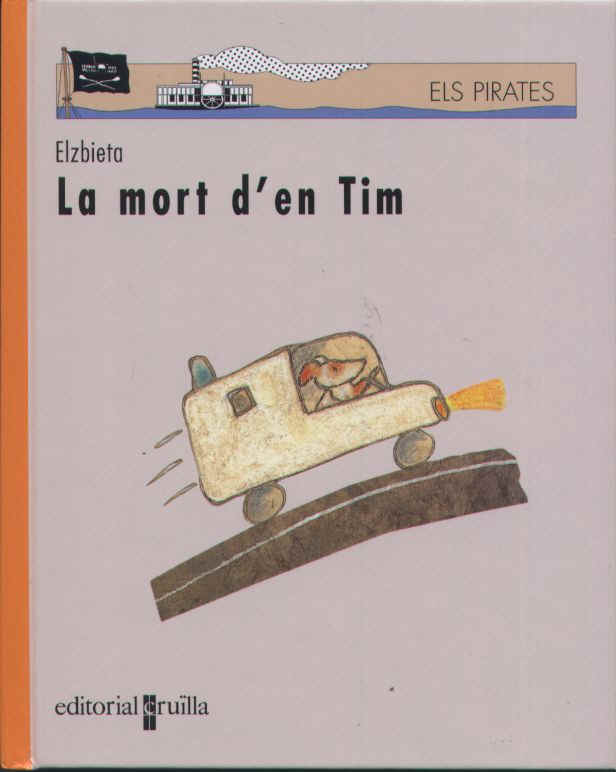 ELS PIRATES
Elzbieta
La mort d'en Tim
editorial cruïlla